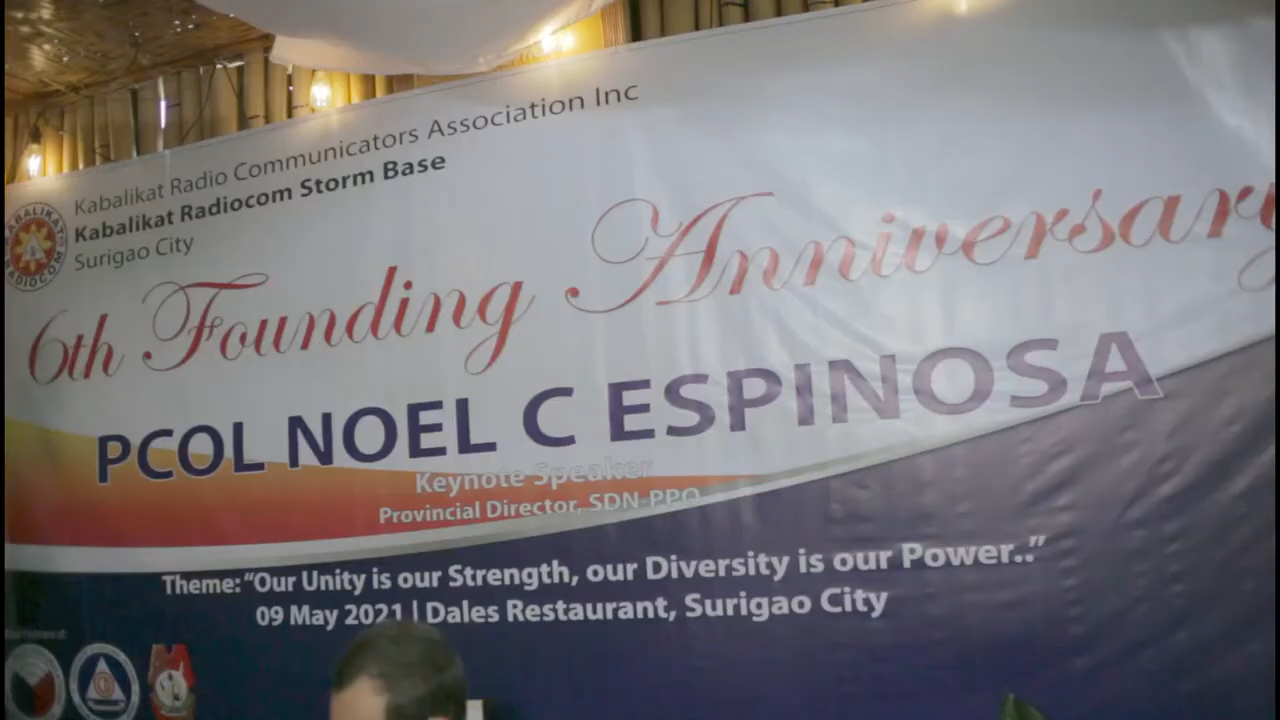 Kabalikat Radio Communicators Association Inc
Kabalikat Radiocom Storm Base
Surigao City
KABALIKAT
RADIOCOM
6th Founding Anniversary
PCOL NOEL C ESPINOSA
Keynote Speaker
Provincial Director, SDN-PPO
Theme: “Our Unity is our Strength, our Diversity is our Power..”
09 May 2021 | Dales Restaurant, Surigao City